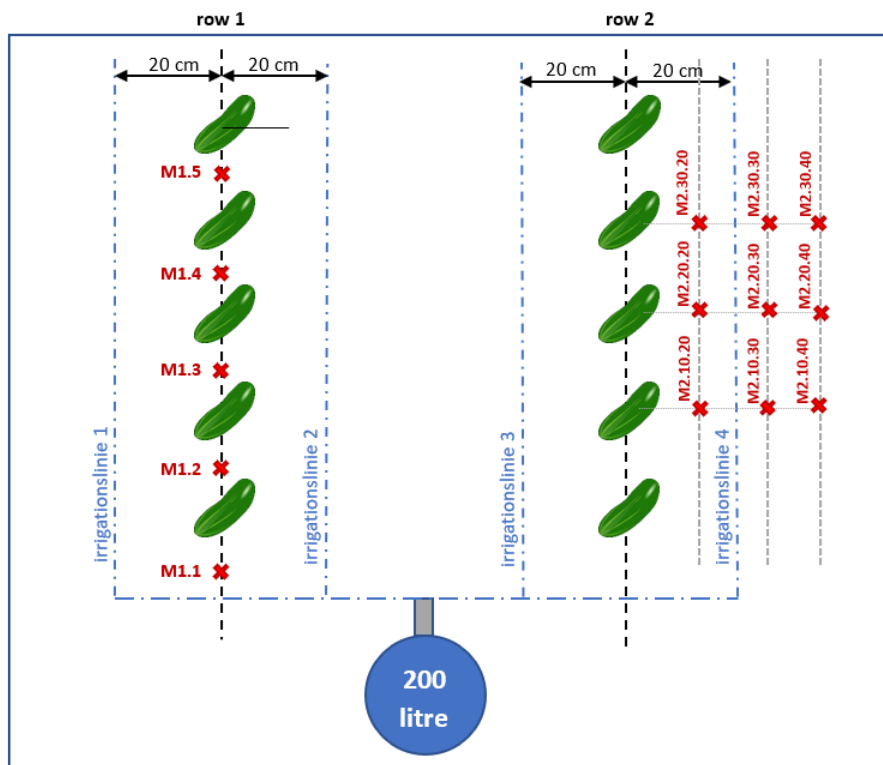 row 1
row 2
20 cm
20 cm
20 cm
20 cm
M1.5
M1.4
M1.3
M1.2
M1.1
M2.30.20
M2.30.30
M2.30.40
M2.20.20
M2.20.30
M2.20.40
M2.10.20
M2.10.30
M2.10.40
irrigationslinie 1
irrigationslinie 2
irrigationslinie 3
irrigationslinie 4
200
litre